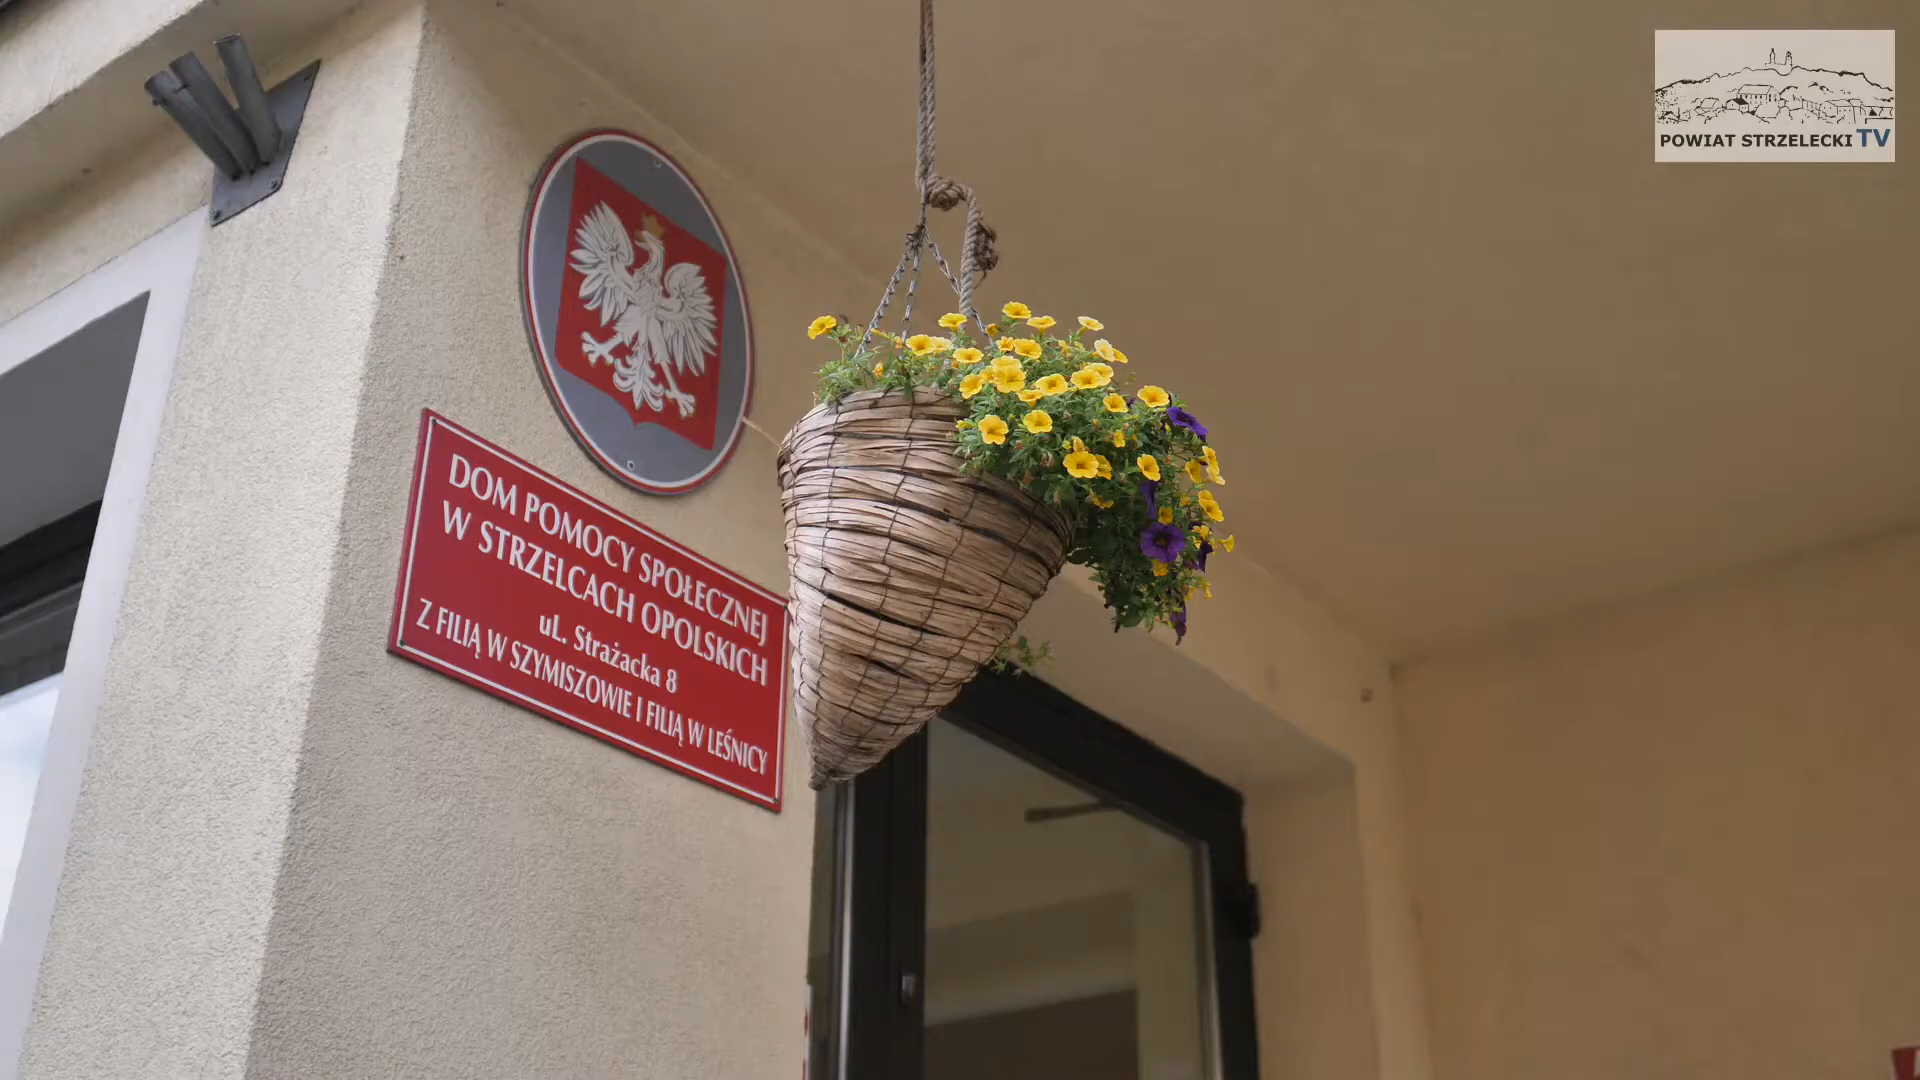 POWIAT STRZELECKI TV
DOM POMOCY SPOŁECZNEJ
W STRZELCACH OPOLSKICH
uL. Strażacka 8
Z FILIĄ W SZYMISZOWIE I FILIĄ W LEŚNICY